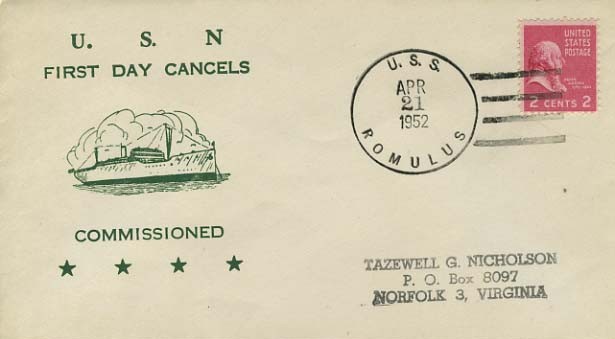 U. S. N
FIRST DAY CANCELS
COMMISSIONED
U. S. S.
APR
21
1952
ROMULUS
UNITED
STATES
POSTAGE
2 CENTS 2
TAZEWELL G. NICHOLSON
P. O. Box 8097
NORFOLK 3, VIRGINIA